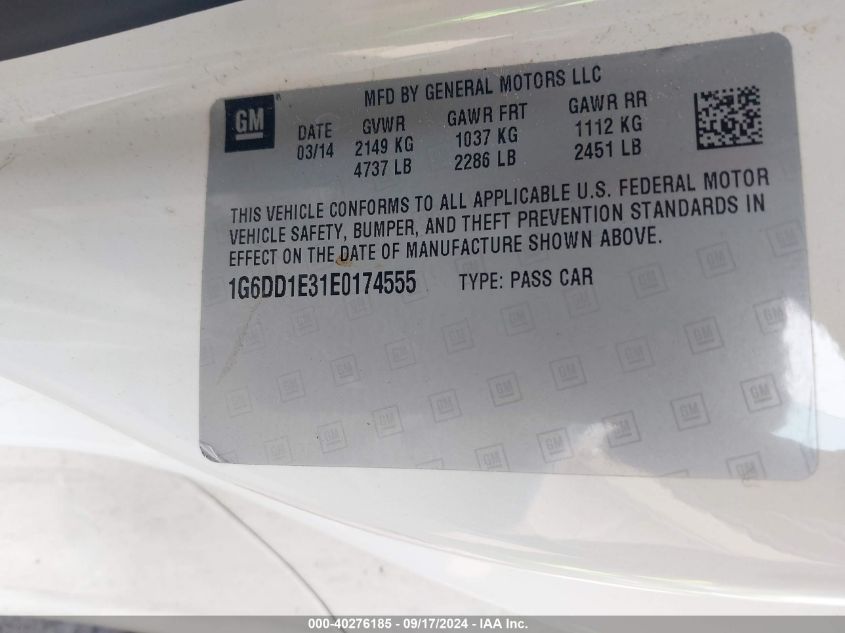 GM
MFD BY GENERAL MOTORS LLC
DATE GVWR GAWR FRT GAWR RR
03/14 2149 KG 1037 KG 1112 KG
4737 LB 2286 LB 2451 LB
THIS VEHICLE CONFORMS TO ALL APPLICABLE U.S. FEDERAL MOTOR
VEHICLE SAFETY, BUMPER, AND THEFT PREVENTION STANDARDS IN
EFFECT ON THE DATE OF MANUFACTURE SHOWN ABOVE.
1G6DD1E31E0174555 TYPE: PASS CAR
000-40276185 - 09/17/2024 - IAA Inc.